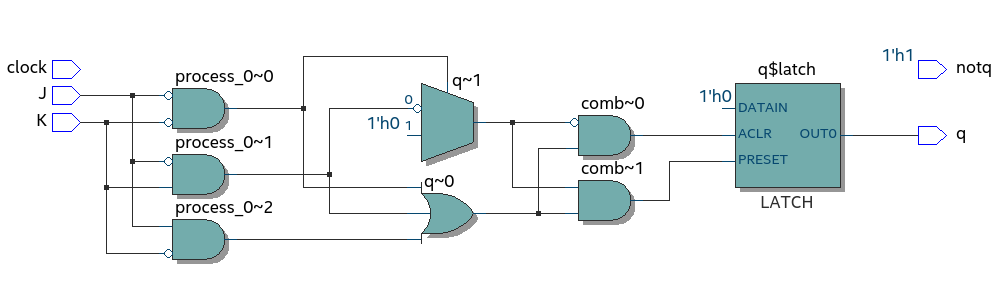 clock
J
K
process_0~0
process_0~1
process_0~2
q~1
0
1'h0 1
q~0
comb~0
comb~1
q$latch
1'h0
DATAIN
ACLR
PRESET
OUT0
LATCH
1'h1
notq
q